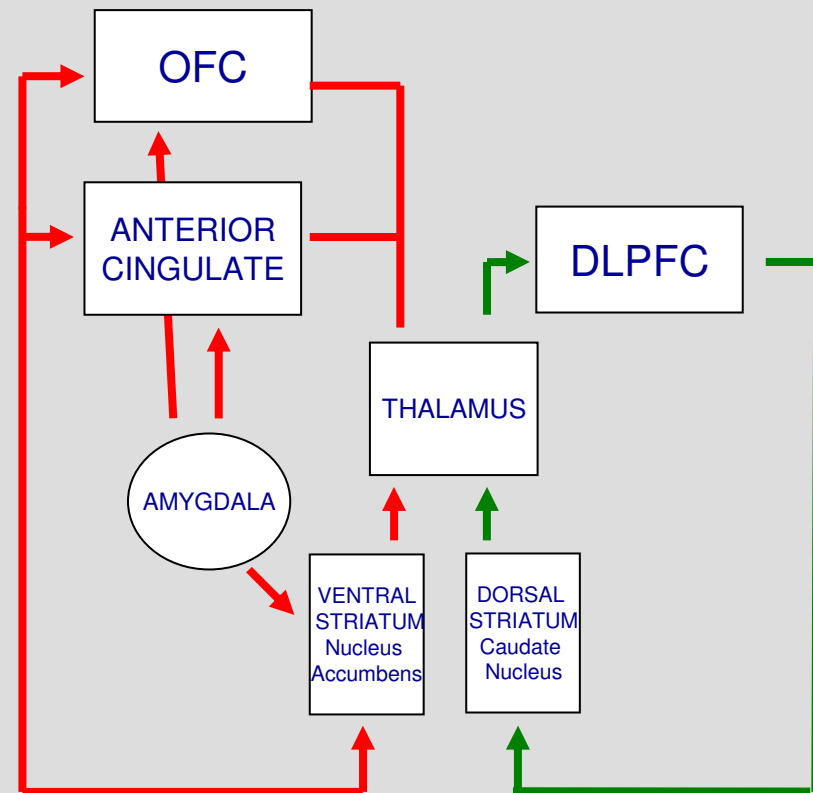 OFC
ANTERIOR
CINGULATE
DLPFC
THALAMUS
AMYGDALA
VENTRAL
STRIATUM
Nucleus
Accumbens
DORSAL
STRIATUM
Caudate
Nucleus